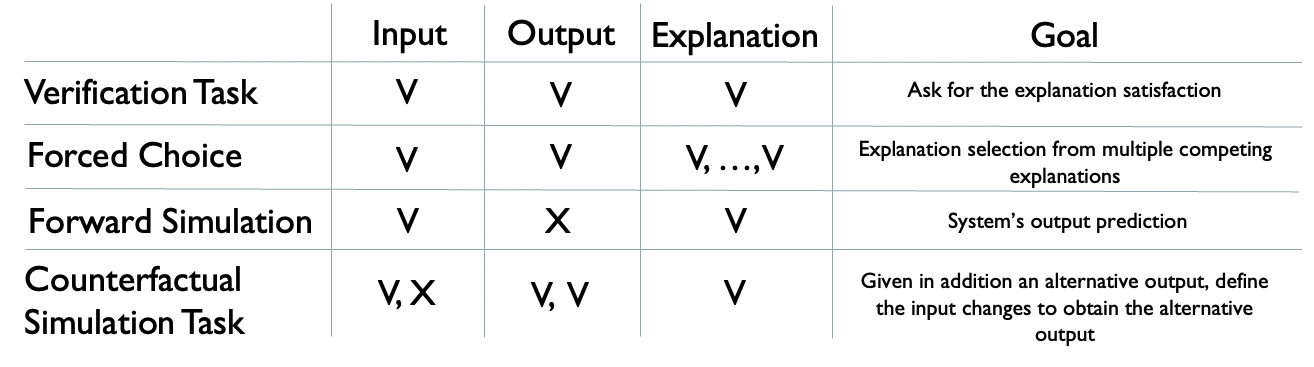 Input Output Explanation Goal
Verification Task V V V Ask for the explanation satisfaction
Forced Choice V V V, ...,V Explanation selection from multiple competing
explanations
Forward Simulation V X V System's output prediction
Counterfactual
Simulation Task V, X V, V V Given in addition an alternative output, define
the input changes to obtain the alternative
output